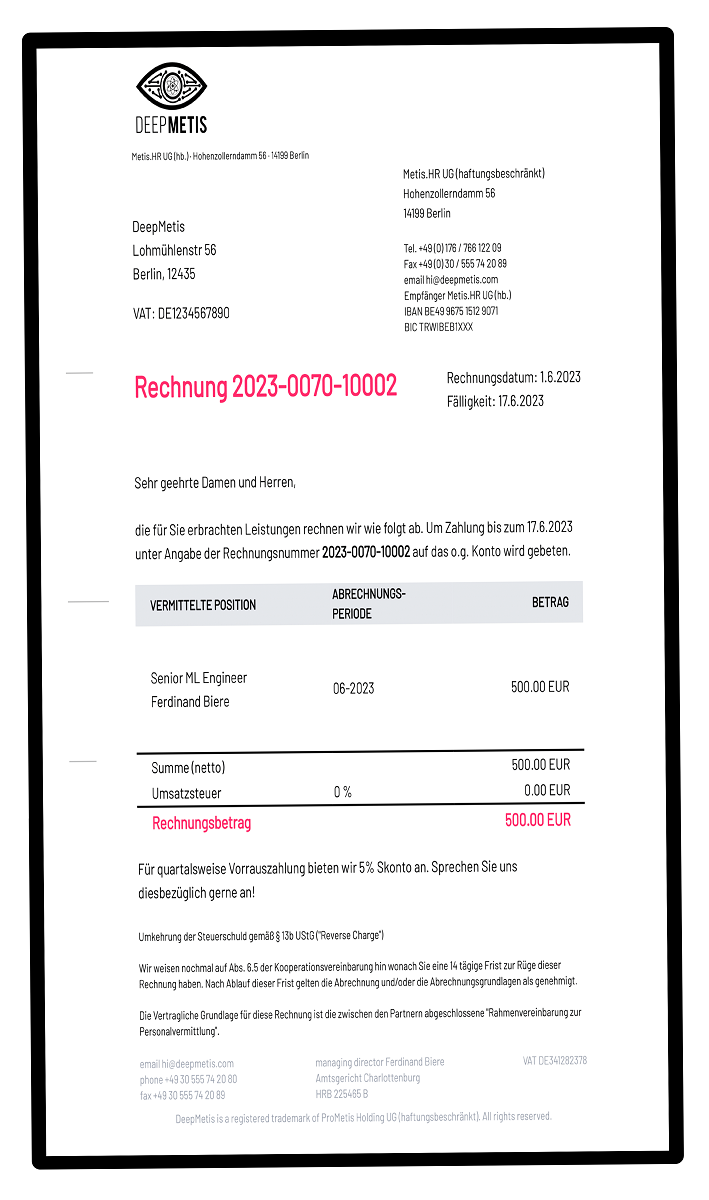 DEEPMETIS
Metis.HR UG (hb.) · Hohenzollerndamm 56 · 14199 Berlin
Metis.HR UG (haftungsbeschränkt)
Hohenzollerndamm 56
14199 Berlin
DeepMetis
Lohmühlenstr 56
Berlin, 12435
VAT: DE1234567890
Tel. +49 (0) 176 / 766 122 09
Fax +49 (0) 30 / 555 74 20 89
email hi@deepmetis.com
Empfänger Metis.HR UG (hb.)
IBAN BE49 9675 1512 9071
BIC TRWIBEB1XXX
Rechnung 2023-0070-10002
Rechnungsdatum: 1.6.2023
Fälligkeit: 17.6.2023
Sehr geehrte Damen und Herren,
die für Sie erbrachten Leistungen rechnen wir wie folgt ab. Um Zahlung bis zum 17.6.2023
unter Angabe der Rechnungsnummer 2023-0070-10002 auf das o.g. Konto wird gebeten.
VERMITTELTE POSITION ABRECHNUNGS-PERIODE BETRAG
Senior ML Engineer
Ferdinand Biere 06-2023 500.00 EUR
Summe (netto) 500.00 EUR
Umsatzsteuer 0 % 0.00 EUR
Rechnungsbetrag 500.00 EUR
Für quartalsweise Vorrauszahlung bieten wir 5% Skonto an. Sprechen Sie uns
diesbezüglich gerne an!
Umkehrung der Steuerschuld gemäß § 13b UStG ("Reverse Charge")
Wir weisen nochmal auf Abs. 6.5 der Kooperationsvereinbarung hin wonach Sie eine 14 tägige Frist zur Rüge dieser
Rechnung haben. Nach Ablauf dieser Frist gelten die Abrechnung und/oder die Abrechnungsgrundlagen als genehmigt.
Die Vertragliche Grundlage für diese Rechnung ist die zwischen den Partnern abgeschlossene "Rahmenvereinbarung zur
Personalvermittlung".
email hi@deepmetis.com managing director Ferdinand Biere VAT DE341282378
phone +49 30 555 74 20 80 Amtsgericht Charlottenburg
fax +49 30 555 74 20 89 HRB 225465 B
DeepMetis is a registered trademark of ProMetis Holding UG (haftungsbeschränkt). All rights reserved.